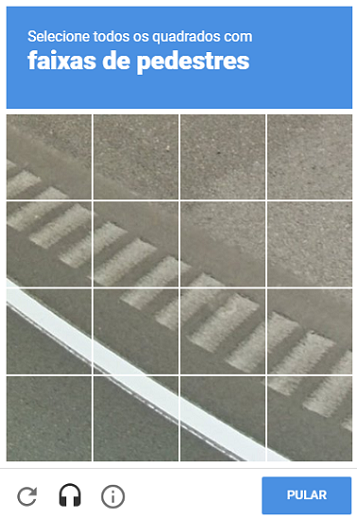 Selecione todos os quadrados com
faixas de pedestres
PULAR